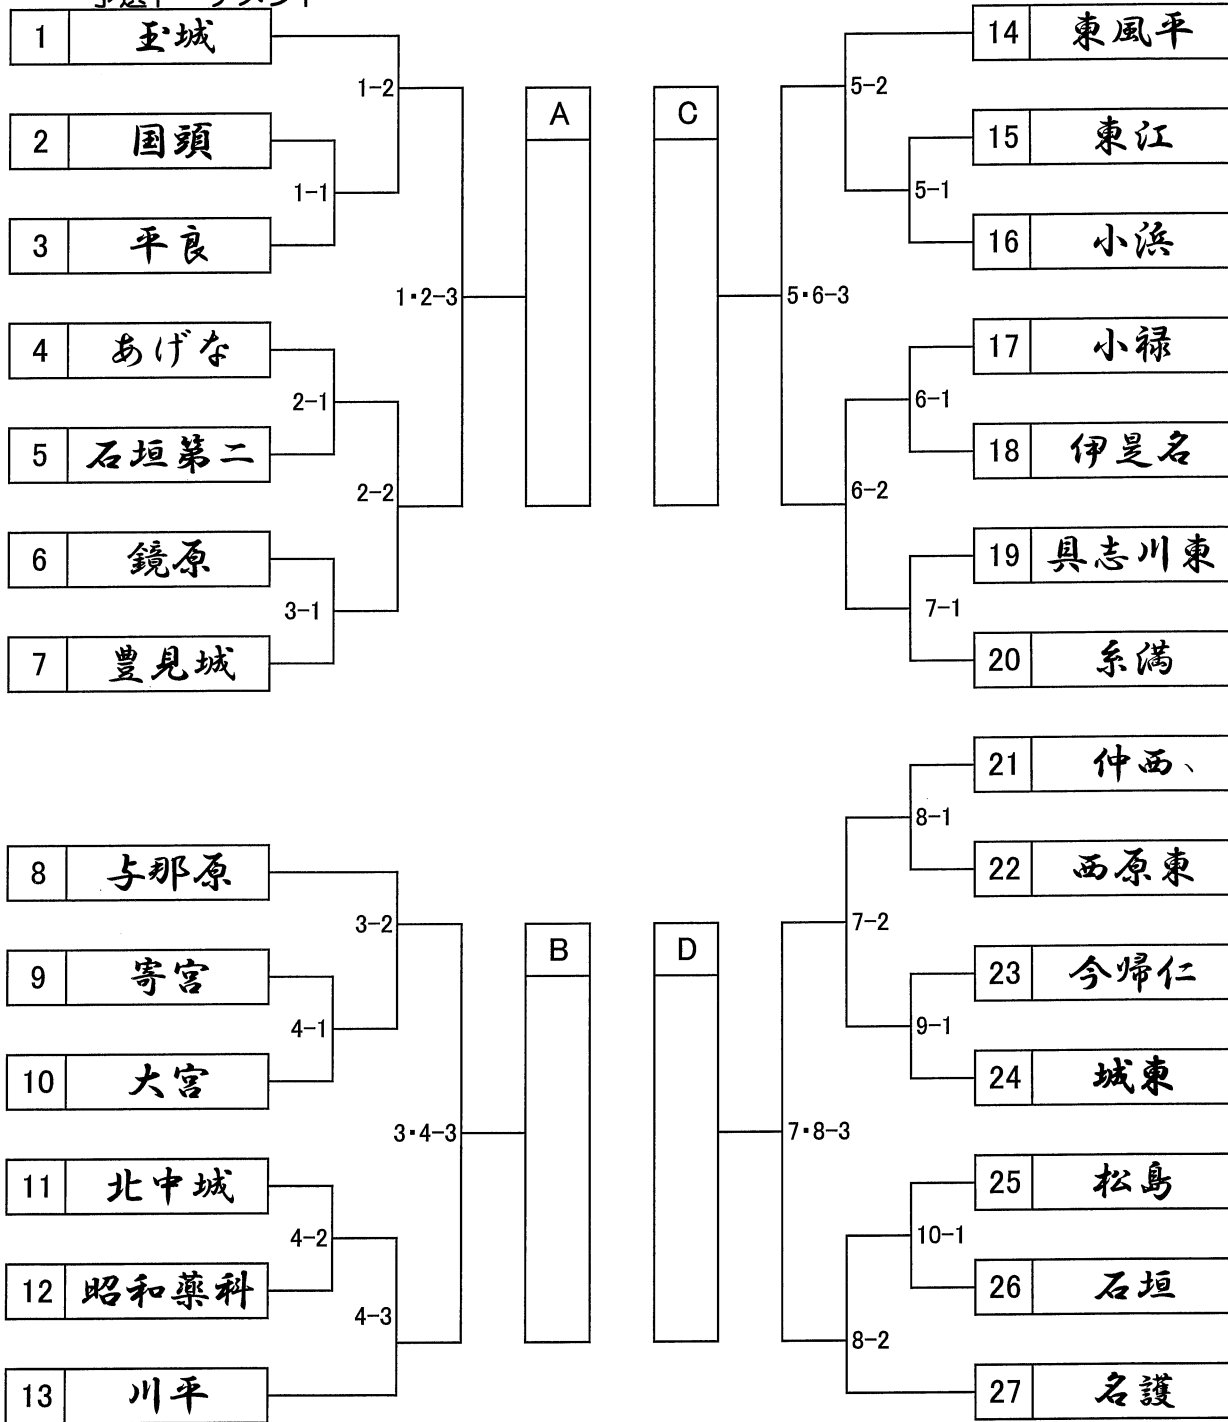 1 玉城
2 国頭
3 平良
4 あげな
5 石垣第二
6 鏡原
7 豊見城
1-2
1-1
1・2-3
2-1
2-2
3-1
A
8 与那原
9 寄宮
10 大宮
11 北中城
12 昭和薬科
13 川平
3-2
4-1
3・4-3
4-2
4-3
B
C
5-2
5-1
5・6-3
6-1
6-2
7-1
14 東風平
15 東江
16 小浜
17 小禄
18 伊是名
19 具志川東
20 糸満
D
8-1
7-2
9-1
7・8-3
10-1
8-2
21 仲西、
22 西原東
23 今帰仁
24 城東
25 松島
26 石垣
27 名護